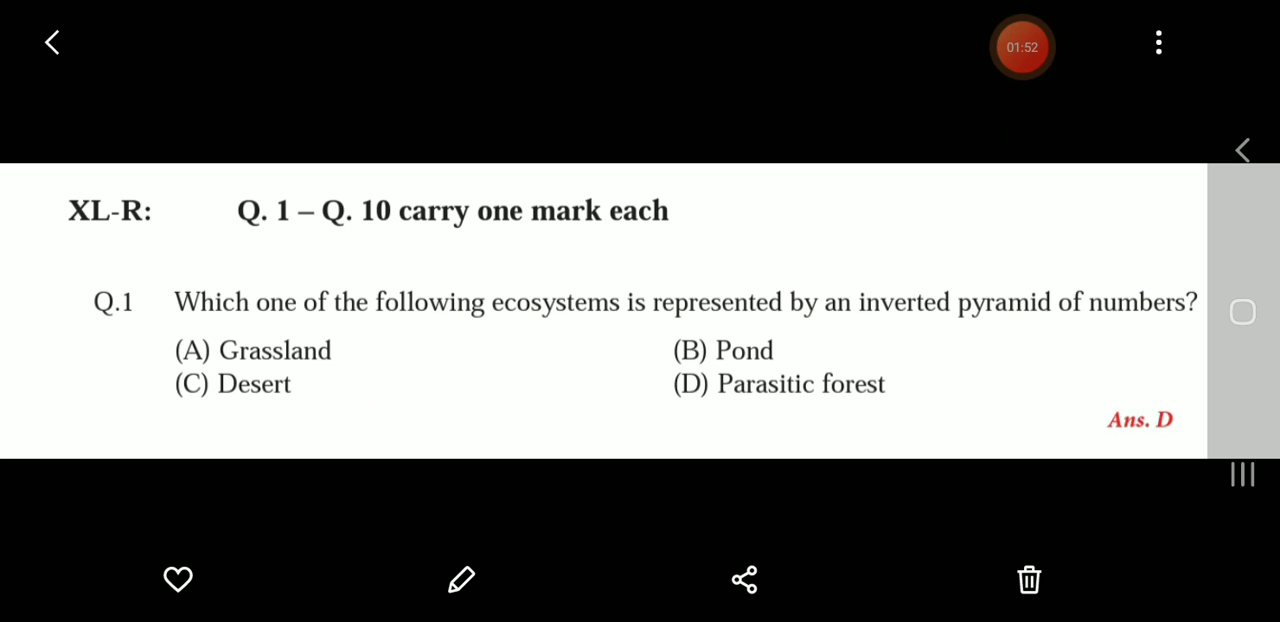 01:52
XL-R: Q. 1 – Q. 10 carry one mark each
Q.1 Which one of the following ecosystems is represented by an inverted pyramid of numbers?
(A) Grassland (B) Pond
(C) Desert (D) Parasitic forest
Ans. D